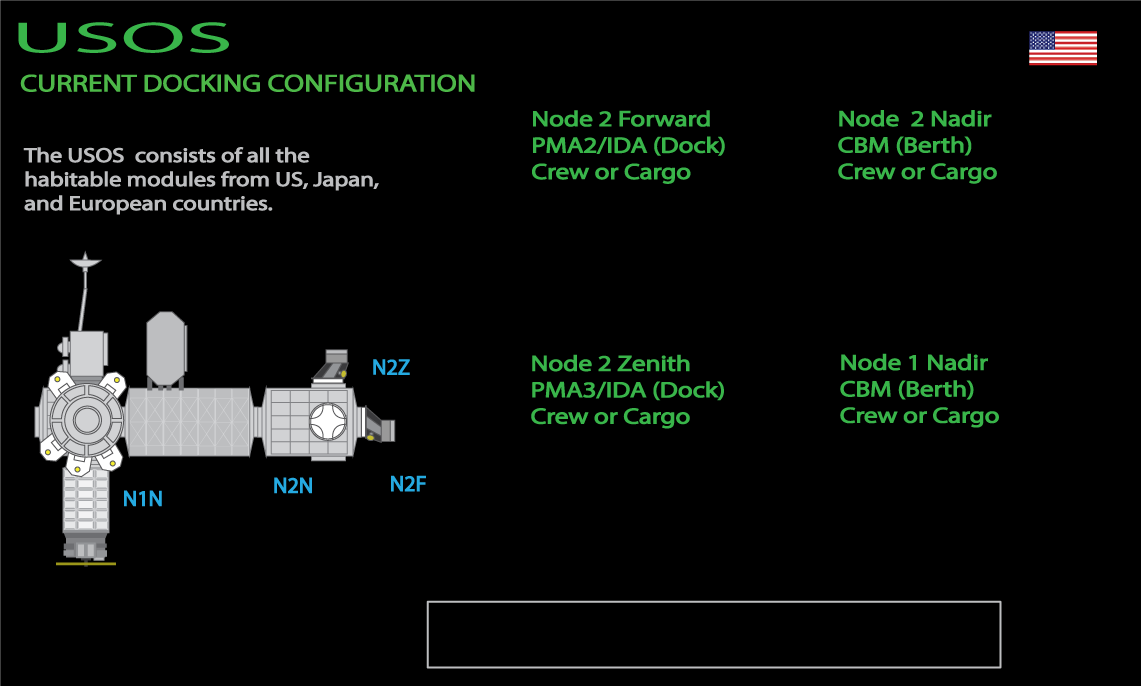 USOS
CURRENT DOCKING CONFIGURATION
The USOS  consists of all the
habitable modules from US, Japan,
and European countries.
Node 2 Forward
PMA2/IDA (Dock)
Crew or Cargo
Node  2 Nadir
CBM (Berth)
Crew or Cargo
Node 2 Zenith
PMA3/IDA (Dock)
Crew or Cargo
Node 1 Nadir
CBM (Berth)
Crew or Cargo
N2Z
N2F
N2N
N1N